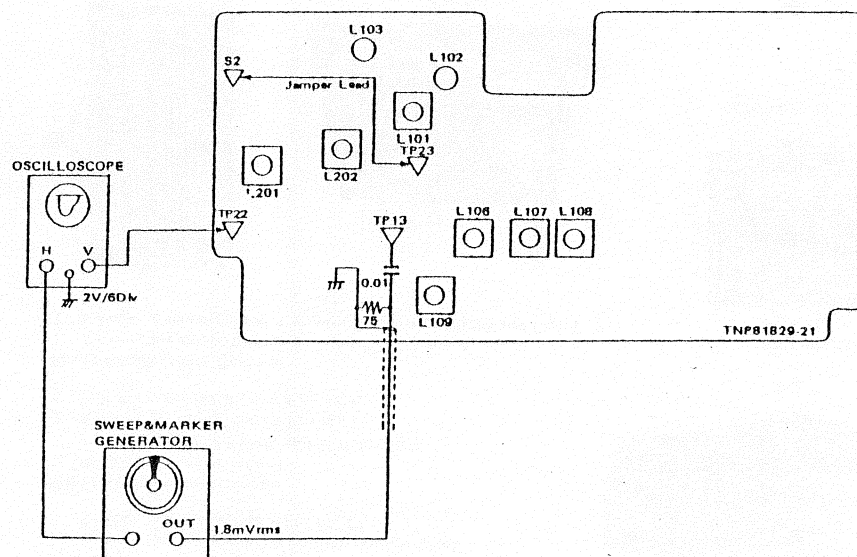 L103
S2
L102
Jamper Lead
L101
TP23
L202
L201
OSCILLOSCOPE
TP22
TP13
L106
L107
L108
H
V
2V/6Div
0.01
75
L109
TNP81829-21
SWEEP&MARKER
GENERATOR
OUT
1.8mVrms